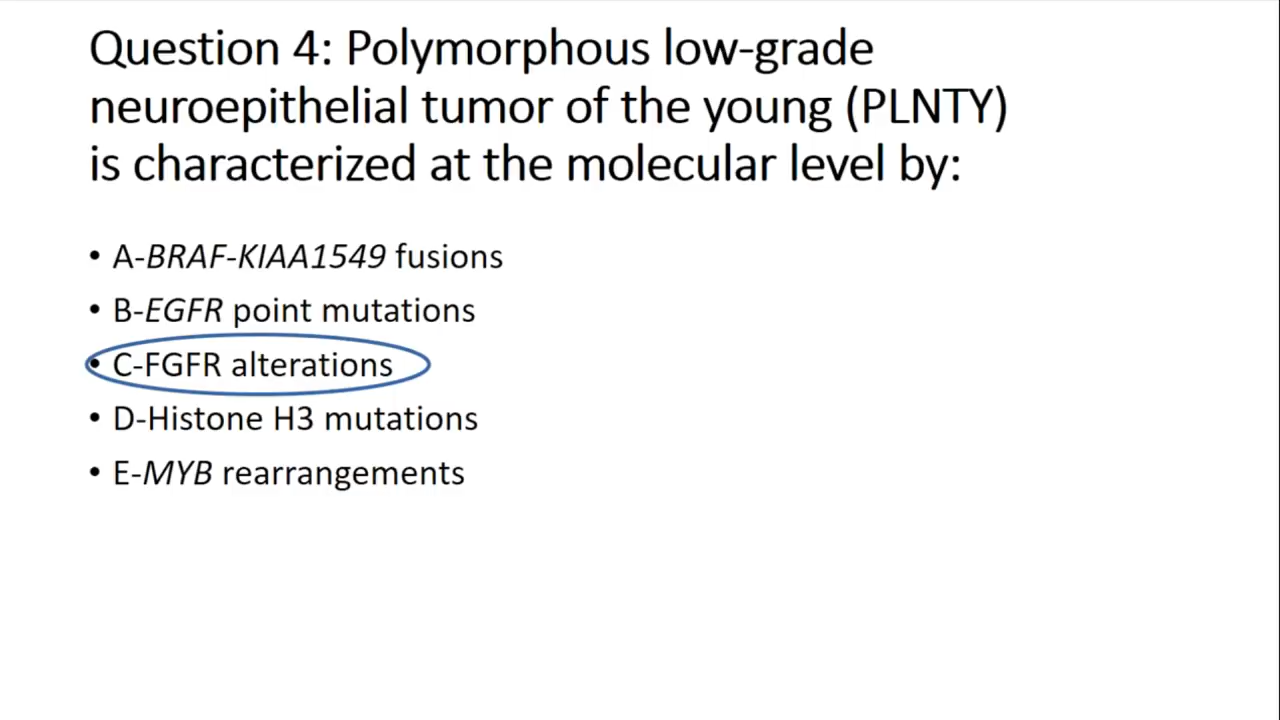 Question 4: Polymorphous low-grade
neuroepithelial tumor of the young (PLNTY)
is characterized at the molecular level by:
• A-BRAF-KIAA1549 fusions
• B-EGFR point mutations
• C-FGFR alterations
• D-Histone H3 mutations
• E-MYB rearrangements